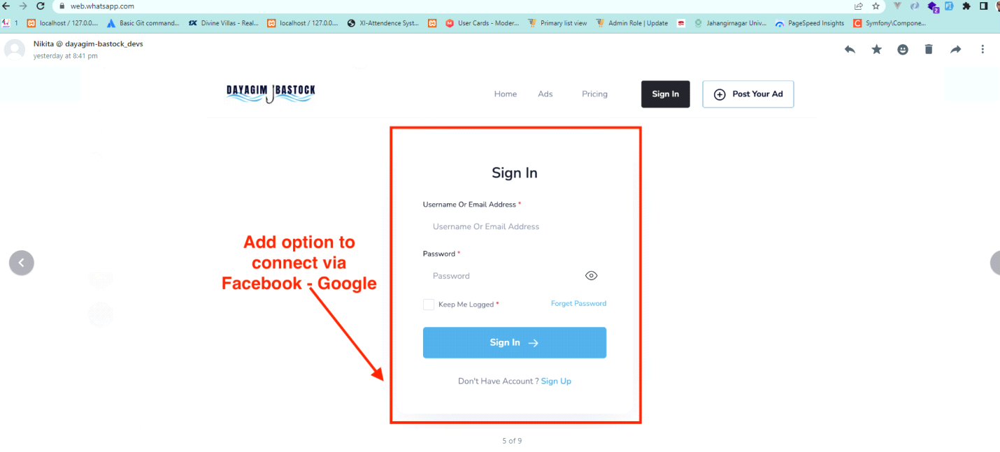 web.whatsapp.com
1
localhost / 127.0.0....
Basic Git command...
Divine Villas - Real...
localhost / 127.0.0....
XI-Attendence Syst...
User Cards - Moder...
Primary list view
Admin Role | Update
Jahangirnagar Univ...
PageSpeed Insights
Symfony\Compone...
Nikita @ dayagim-bastock_devs
yesterday at 8:41 pm
DAYAGIM BASTOCK
Home
Ads
Pricing
Sign In
Post Your Ad
Sign In
Username Or Email Address *
Username Or Email Address
Add option to
connect via
Facebook - Google
Password *
Password
Keep Me Logged *
Forget Password
Sign In
Don't Have Account ? Sign Up
5 of 9